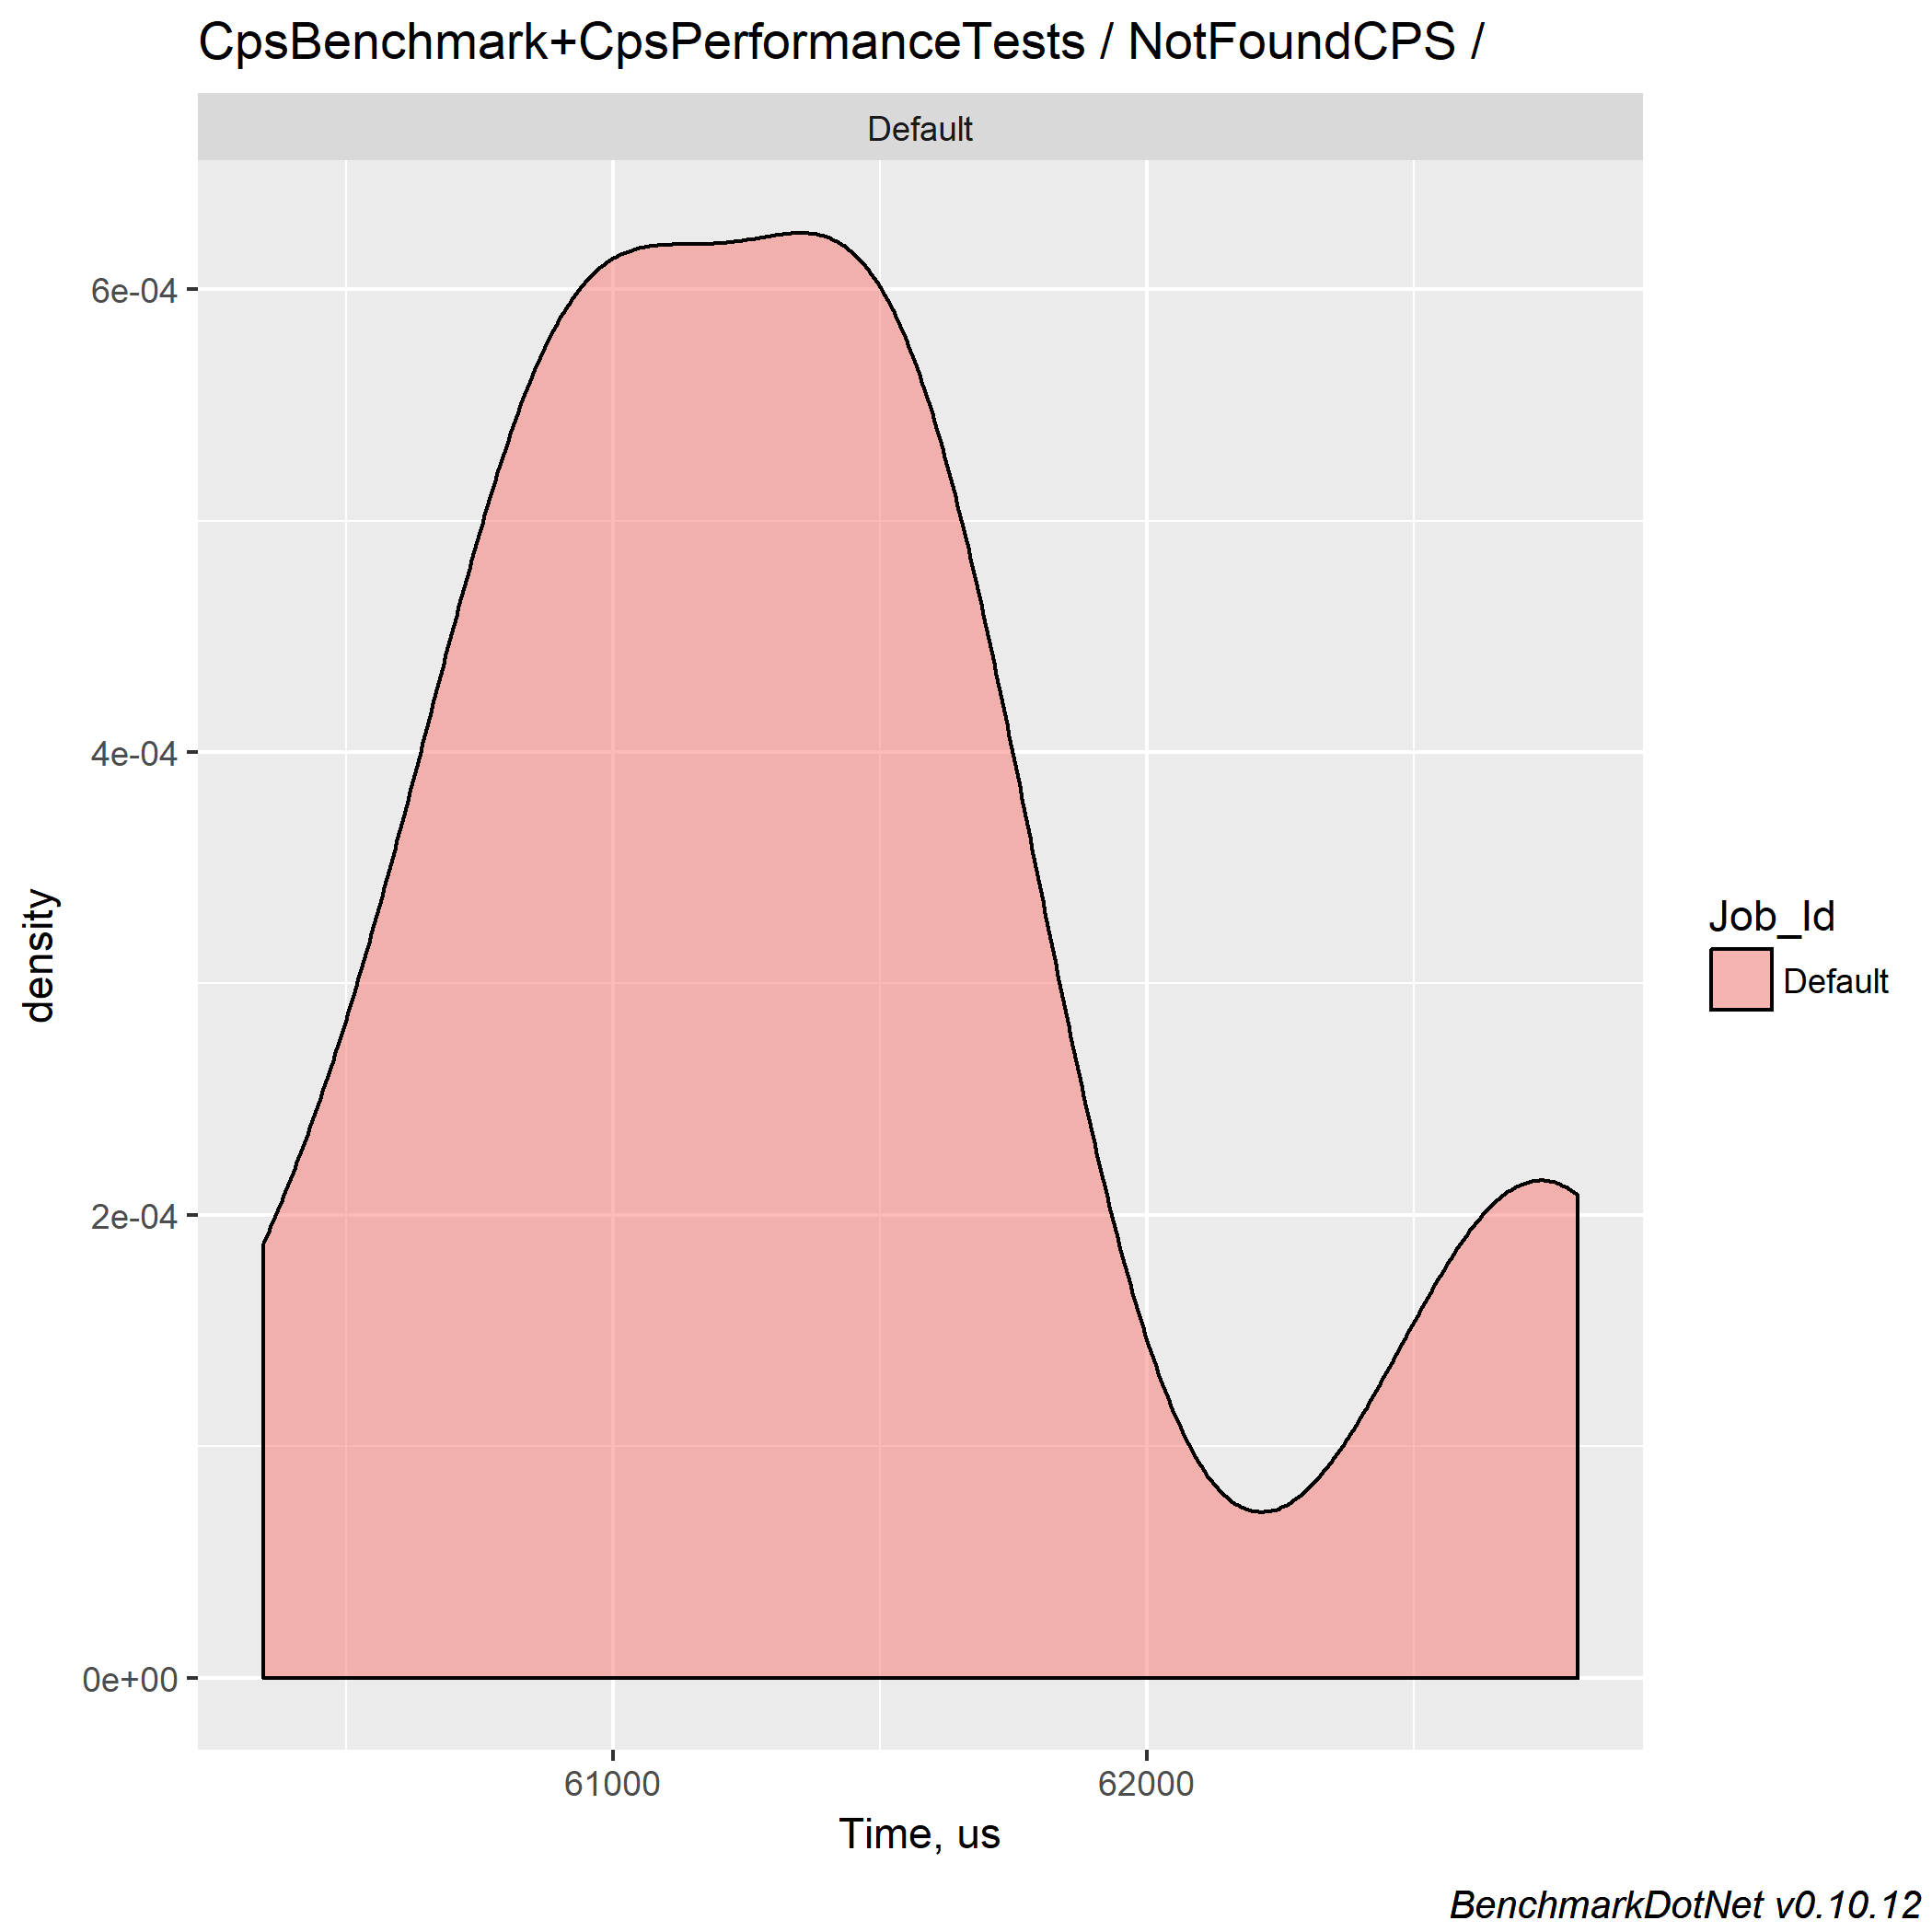 CpsBenchmark+CpsPerformanceTests / NotFoundCPS /
Default
6e-04
4e-04
2e-04
0e+00
density
61000 62000
Time, us
Job_Id
Default
BenchmarkDotNet v0.10.12